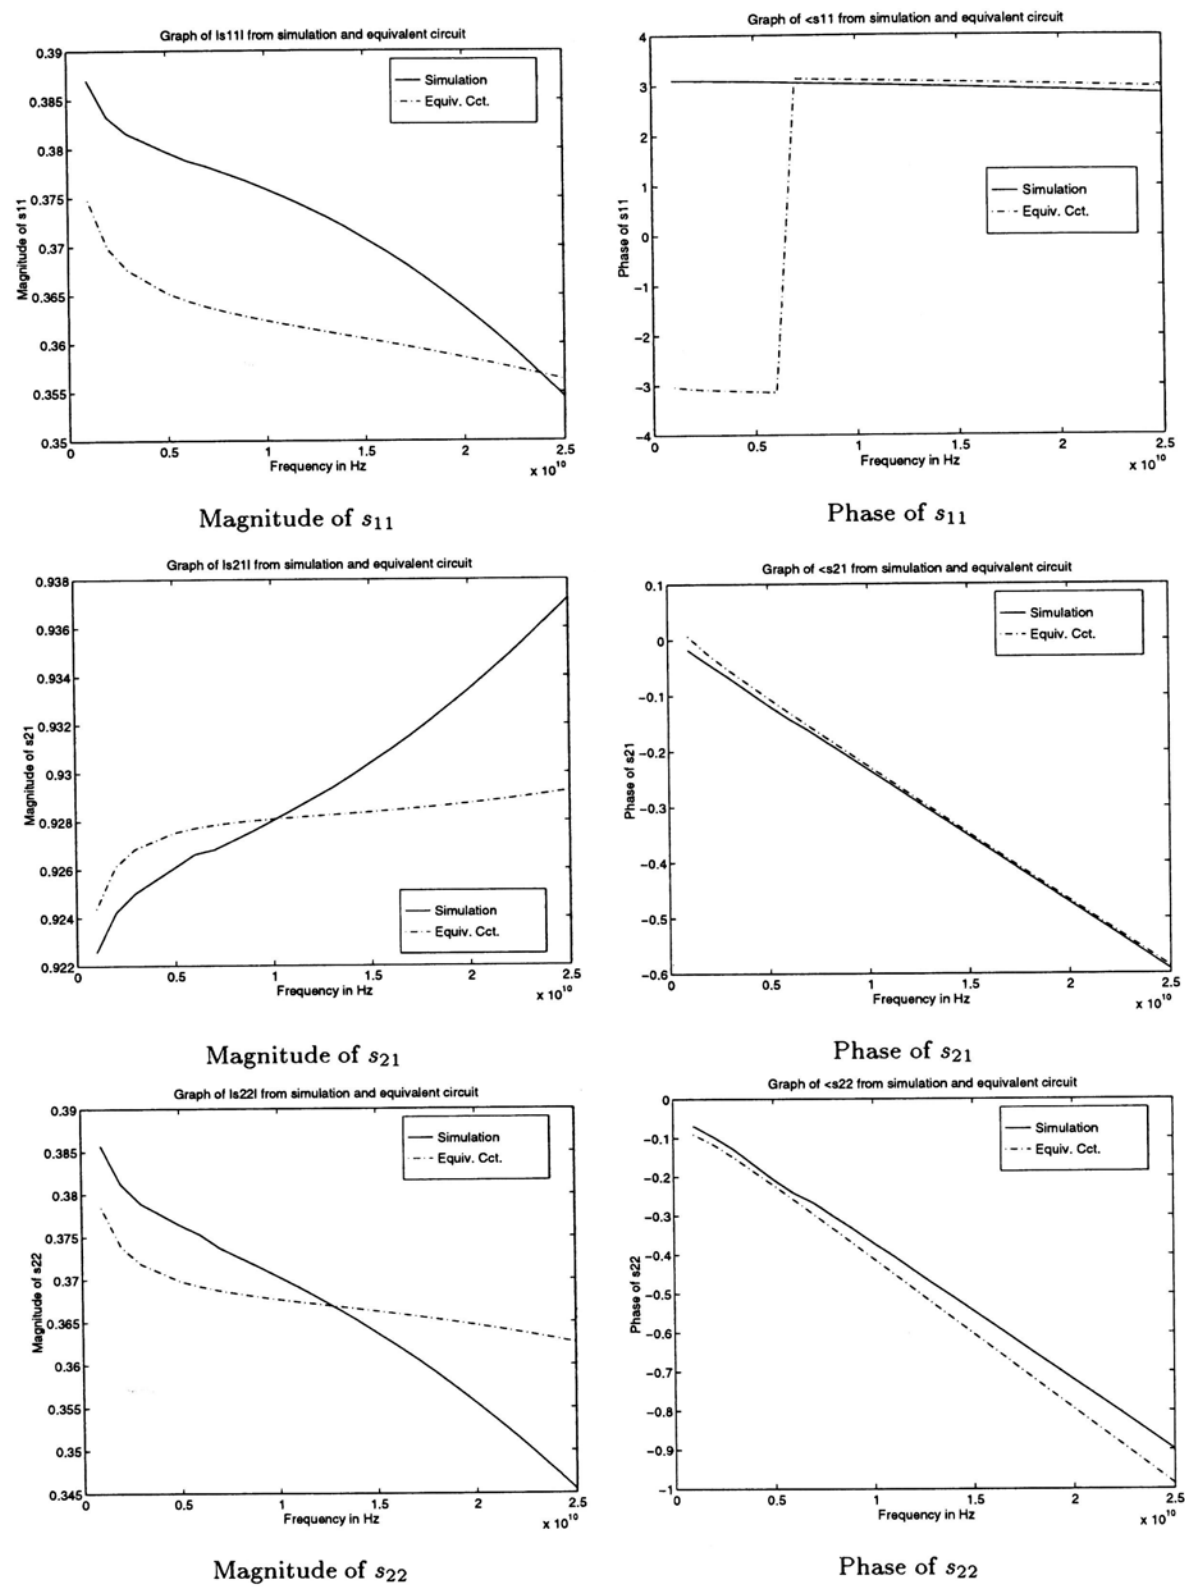 Graph of |s11| from simulation and equivalent circuit
Simulation
Equiv. Cct.
Magnitude of s11
0.39
0.385
0.38
0.375
0.37
0.365
0.36
0.355
0.35
0
0.5
1
1.5
2
2.5
Frequency in Hz
x 10^10
Magnitude of s11
Graph of <s11 from simulation and equivalent circuit
Simulation
Equiv. Cct.
Phase of s11
4
3
2
1
0
−1
−2
−3
−4
0
0.5
1
1.5
2
2.5
Frequency in Hz
x 10^10
Phase of s11
Graph of |s21| from simulation and equivalent circuit
Simulation
Equiv. Cct.
Magnitude of s21
0.938
0.936
0.934
0.932
0.93
0.928
0.926
0.924
0.922
0
0.5
1
1.5
2
2.5
Frequency in Hz
x 10^10
Magnitude of s21
Graph of <s21 from simulation and equivalent circuit
Simulation
Equiv. Cct.
Phase of s21
0.1
0
−0.1
−0.2
−0.3
−0.4
−0.5
−0.6
0
0.5
1
1.5
2
2.5
Frequency in Hz
x 10^10
Phase of s21
Graph of |s22| from simulation and equivalent circuit
Simulation
Equiv. Cct.
Magnitude of s22
0.39
0.385
0.38
0.375
0.37
0.365
0.36
0.355
0.35
0.345
0
0.5
1
1.5
2
2.5
Frequency in Hz
x 10^10
Magnitude of s22
Graph of <s22 from simulation and equivalent circuit
Simulation
Equiv. Cct.
Phase of s22
0
−0.1
−0.2
−0.3
−0.4
−0.5
−0.6
−0.7
−0.8
−0.9
−1
0
0.5
1
1.5
2
2.5
Frequency in Hz
x 10^10
Phase of s22